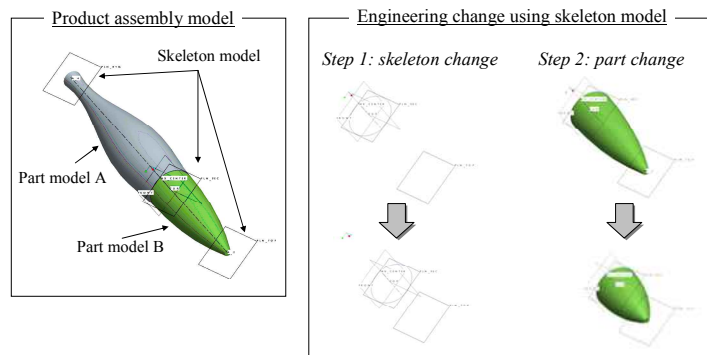 Product assembly model
Skeleton model
Part model A
Part model B
Engineering change using skeleton model
Step 1: skeleton change
Step 2: part change